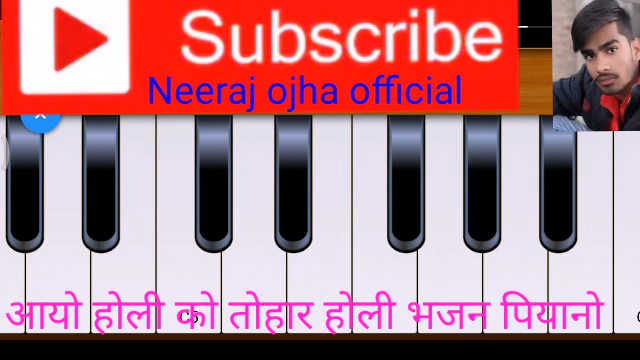 Subscribe
Neeraj ojha official
आयो होली को तोहार होली भजन पियानो